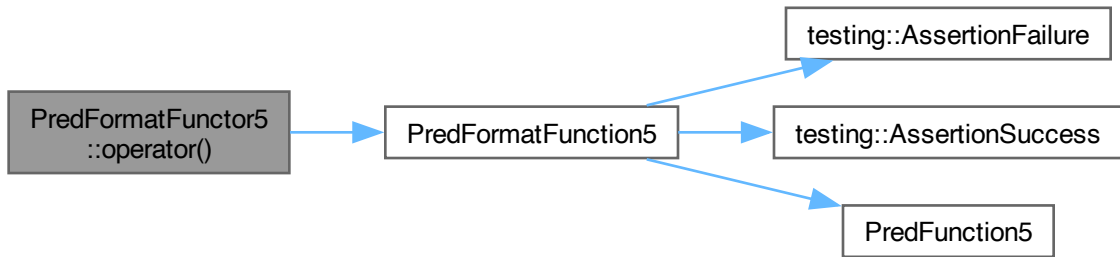 PredFormatFunctor5
::operator()
PredFormatFunction5
testing::AssertionFailure
testing::AssertionSuccess
PredFunction5